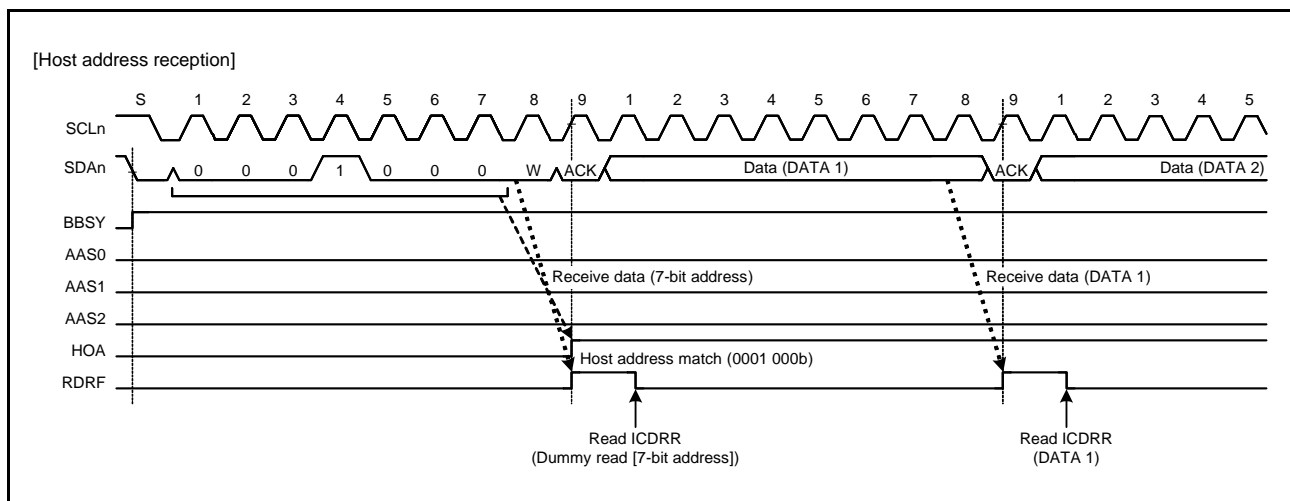 [Host address reception]
S 1 2 3 4 5 6 7 8 9 1 2 3 4 5 6 7 8 9 1 2 3 4 5
SCLn
SDAn 0 0 0 1 0 0 0 W ACK Data (DATA 1) ACK Data (DATA 2)
BBSY
AAS0
AAS1 Receive data (7-bit address) Receive data (DATA 1)
AAS2
HOA Host address match (0001 000b)
RDRF
Read ICDRR Read ICDRR
(Dummy read [7-bit address]) (DATA 1)